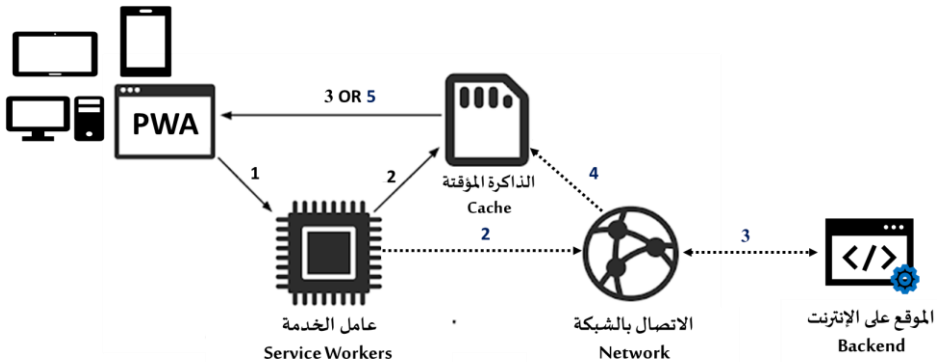 PWA
3 OR 5
1
2
الذاكرة المؤقتة
Cache
4
2
3
</>
عامل الخدمة
Service Workers
الاتصال بالشبكة
Network
الموقع على الإنترنت
Backend